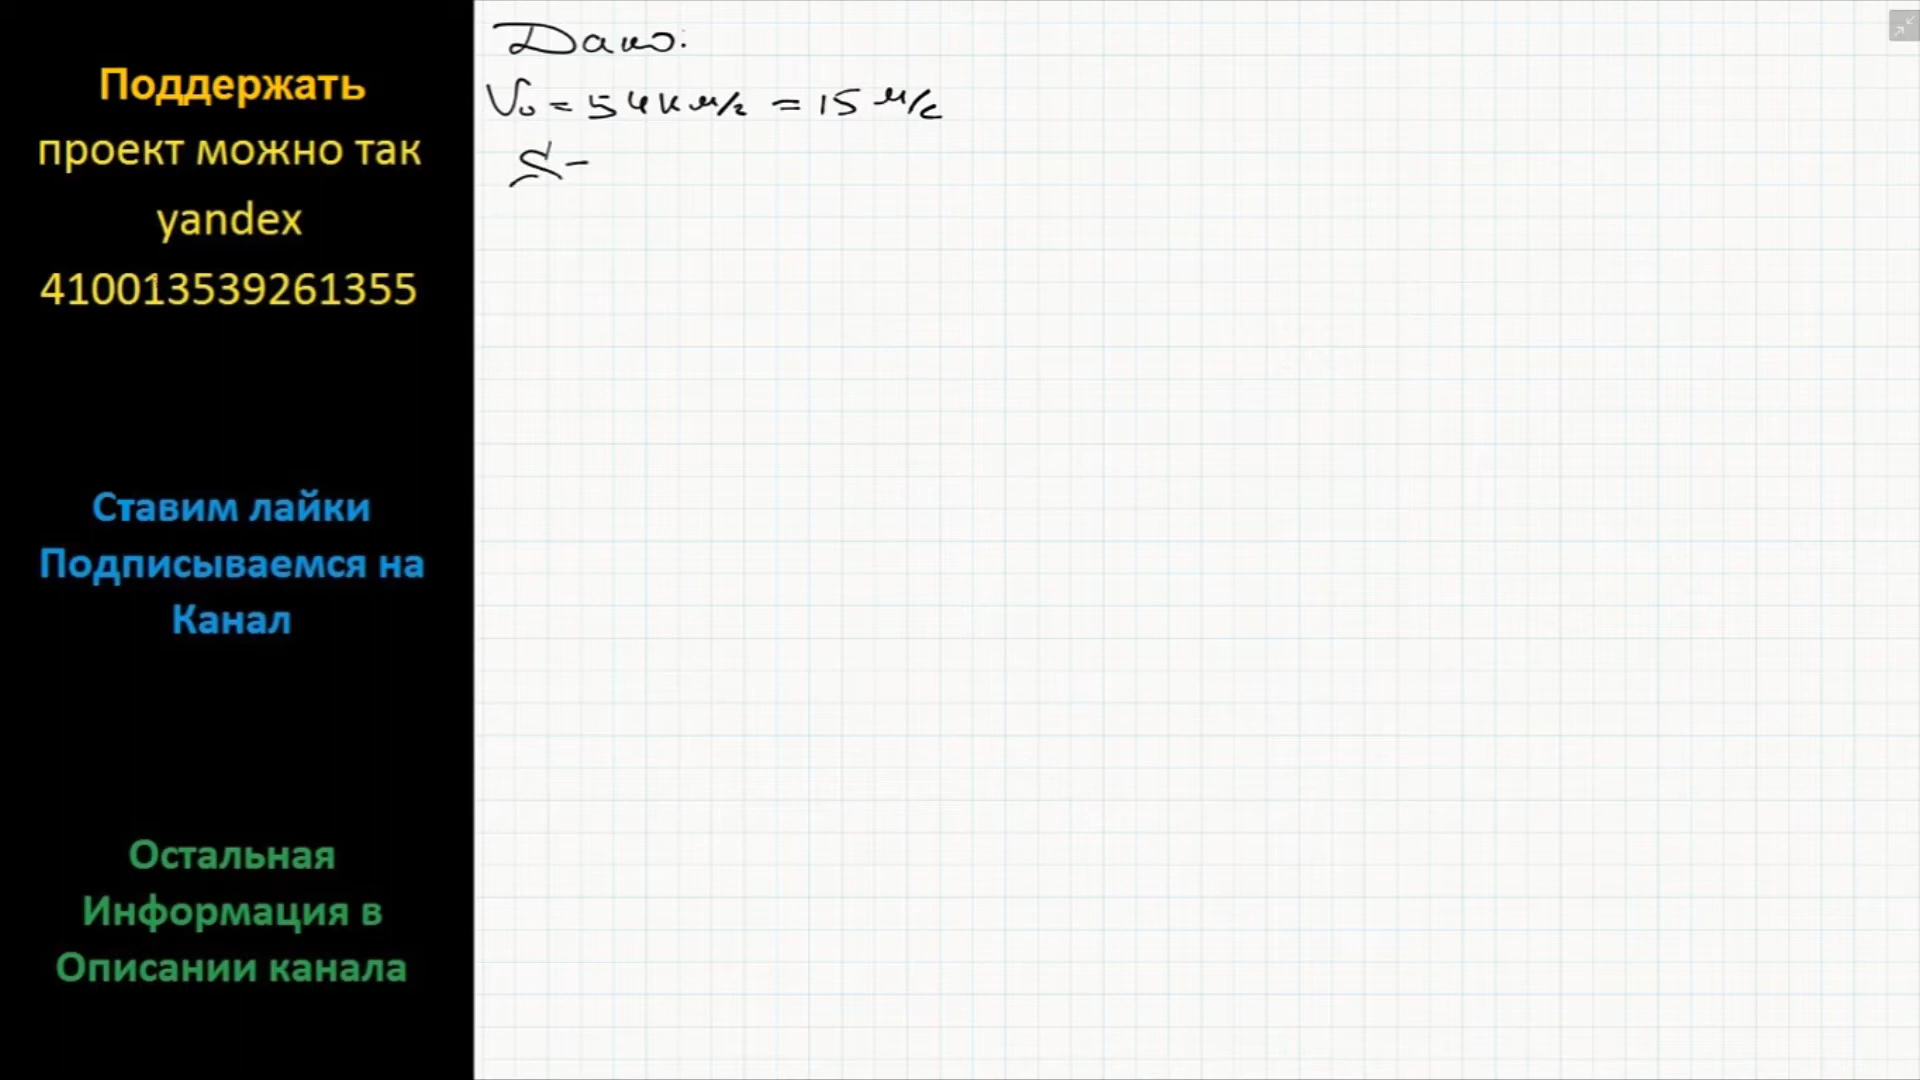 Поддержать
проект можно так
yandex
410013539261355
Ставим лайки
Подписываемся на
Канал
Остальная
Информация в
Описании канала
Дано:
V₀ = 54 км/г = 15 м/с
S -